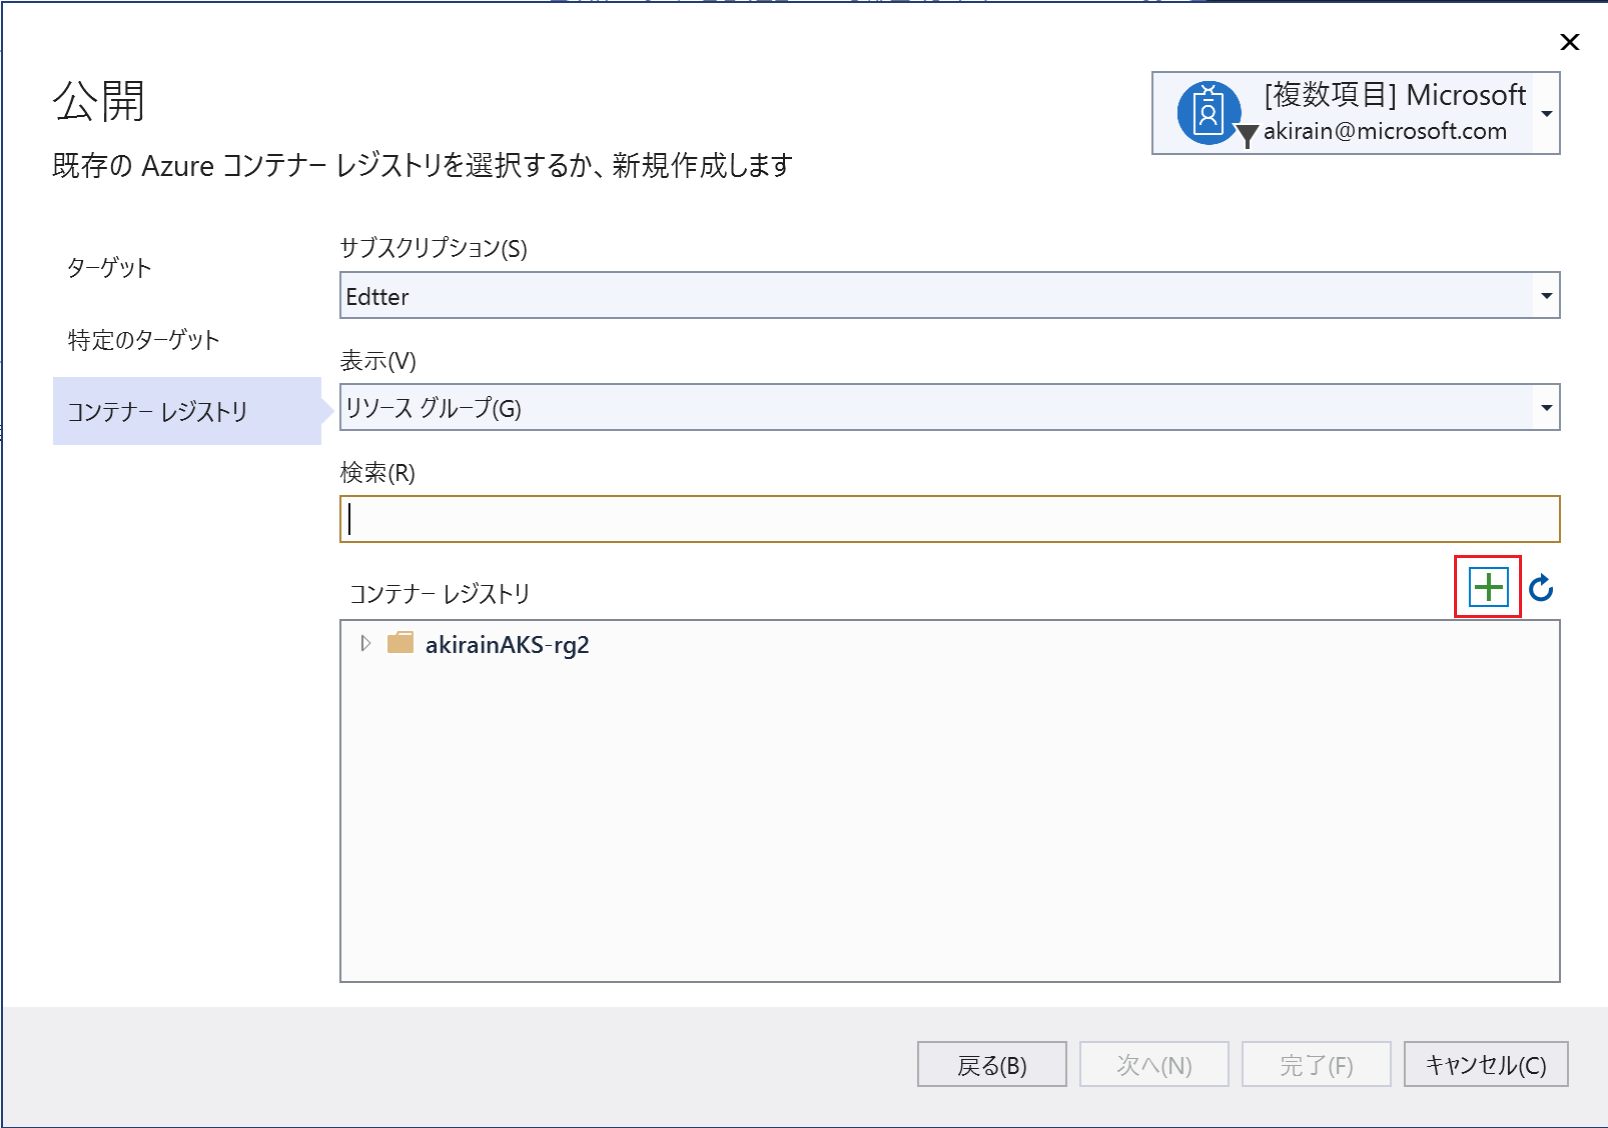 公開
[複数項目] Microsoft
akirain@microsoft.com
既存の Azure コンテナー レジストリを選択するか、新規作成します
ターゲット
特定のターゲット
コンテナー レジストリ
サブスクリプション(S)
Edtter
表示(V)
リソース グループ(G)
検索(R)
コンテナー レジストリ
akirainAKS-rg2
戻る(B)
次へ(N)
完了(F)
キャンセル(C)